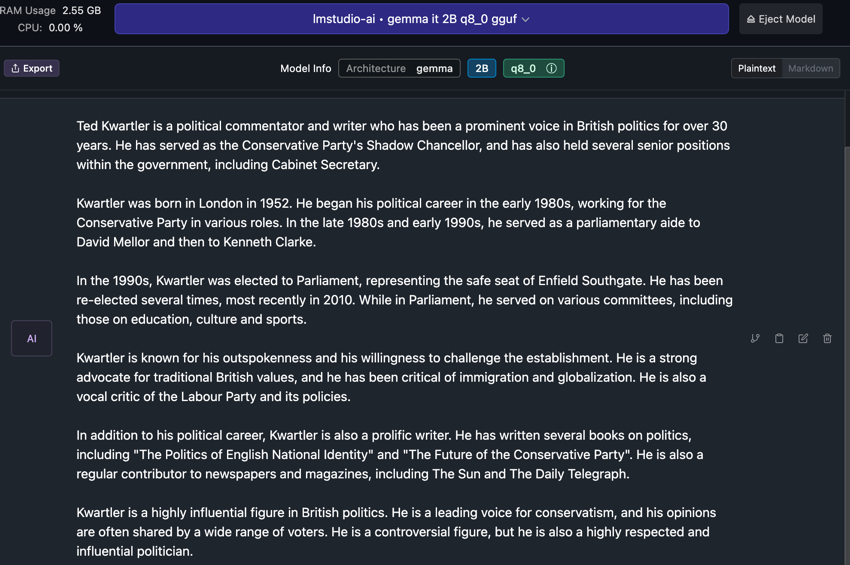 RAM Usage 2.55 GB
CPU: 0.00 %
lmstudio-ai • gemma it 2B q8_0 gguf
Eject Model
Export
Model Info Architecture gemma 2B q8_0
Plaintext Markdown
Ted Kwartler is a political commentator and writer who has been a prominent voice in British politics for over 30
years. He has served as the Conservative Party's Shadow Chancellor, and has also held several senior positions
within the government, including Cabinet Secretary.
Kwartler was born in London in 1952. He began his political career in the early 1980s, working for the
Conservative Party in various roles. In the late 1980s and early 1990s, he served as a parliamentary aide to
David Mellor and then to Kenneth Clarke.
In the 1990s, Kwartler was elected to Parliament, representing the safe seat of Enfield Southgate. He has been
re-elected several times, most recently in 2010. While in Parliament, he served on various committees, including
those on education, culture and sports.
AI
Kwartler is known for his outspokenness and his willingness to challenge the establishment. He is a strong
advocate for traditional British values, and he has been critical of immigration and globalization. He is also a
vocal critic of the Labour Party and its policies.
In addition to his political career, Kwartler is also a prolific writer. He has written several books on politics,
including "The Politics of English National Identity" and "The Future of the Conservative Party". He is also a
regular contributor to newspapers and magazines, including The Sun and The Daily Telegraph.
Kwartler is a highly influential figure in British politics. He is a leading voice for conservatism, and his opinions
are often shared by a wide range of voters. He is a controversial figure, but he is also a highly respected and
influential politician.